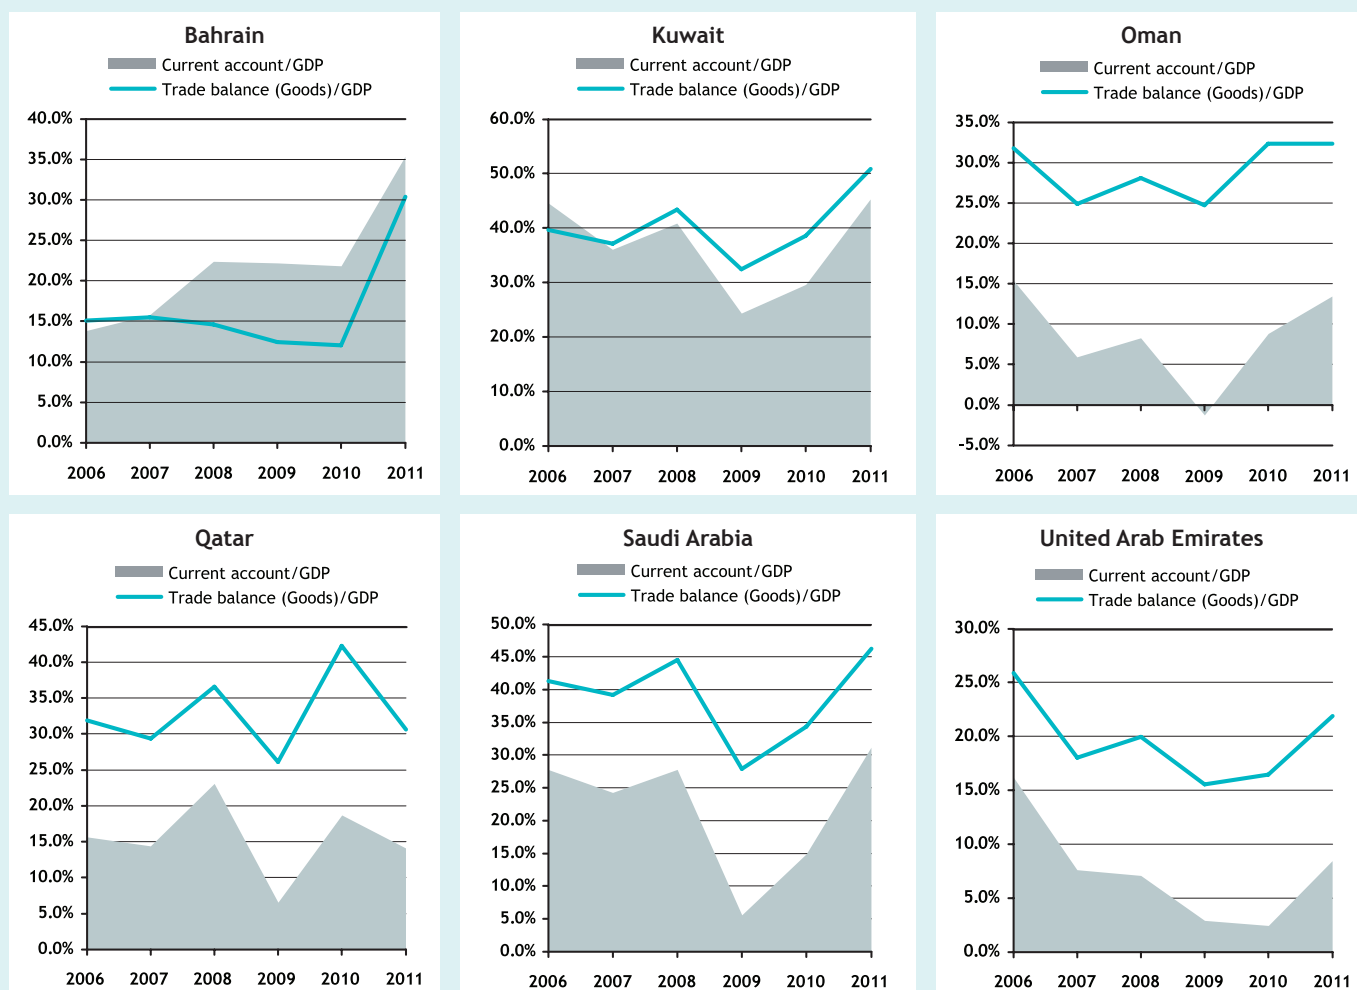 Bahrain
Current account/GDP
Trade balance (Goods)/GDP
40.0%
35.0%
30.0%
25.0%
20.0%
15.0%
10.0%
5.0%
0.0%
2006 2007 2008 2009 2010 2011
Kuwait
Current account/GDP
Trade balance (Goods)/GDP
60.0%
50.0%
40.0%
30.0%
20.0%
10.0%
0.0%
2006 2007 2008 2009 2010 2011
Oman
Current account/GDP
Trade balance (Goods)/GDP
35.0%
30.0%
25.0%
20.0%
15.0%
10.0%
5.0%
0.0%
-5.0%
2006 2007 2008 2009 2010 2011
Qatar
Current account/GDP
Trade balance (Goods)/GDP
45.0%
40.0%
35.0%
30.0%
25.0%
20.0%
15.0%
10.0%
5.0%
0.0%
2006 2007 2008 2009 2010 2011
Saudi Arabia
Current account/GDP
Trade balance (Goods)/GDP
50.0%
45.0%
40.0%
35.0%
30.0%
25.0%
20.0%
15.0%
10.0%
5.0%
0.0%
2006 2007 2008 2009 2010 2011
United Arab Emirates
Current account/GDP
Trade balance (Goods)/GDP
30.0%
25.0%
20.0%
15.0%
10.0%
5.0%
0.0%
2006 2007 2008 2009 2010 2011